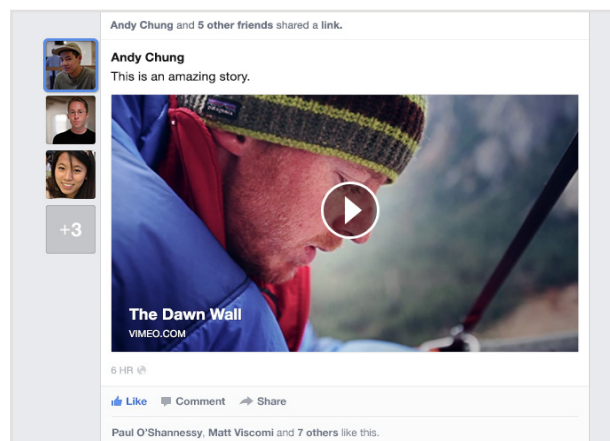 Andy Chung and 5 other friends shared a link.
Andy Chung
This is an amazing story.
patagonia
+3
The Dawn Wall
VIMEO.COM
6 HR
Like Comment Share
Paul O'Shannessy, Matt Viscomi and 7 others like this.